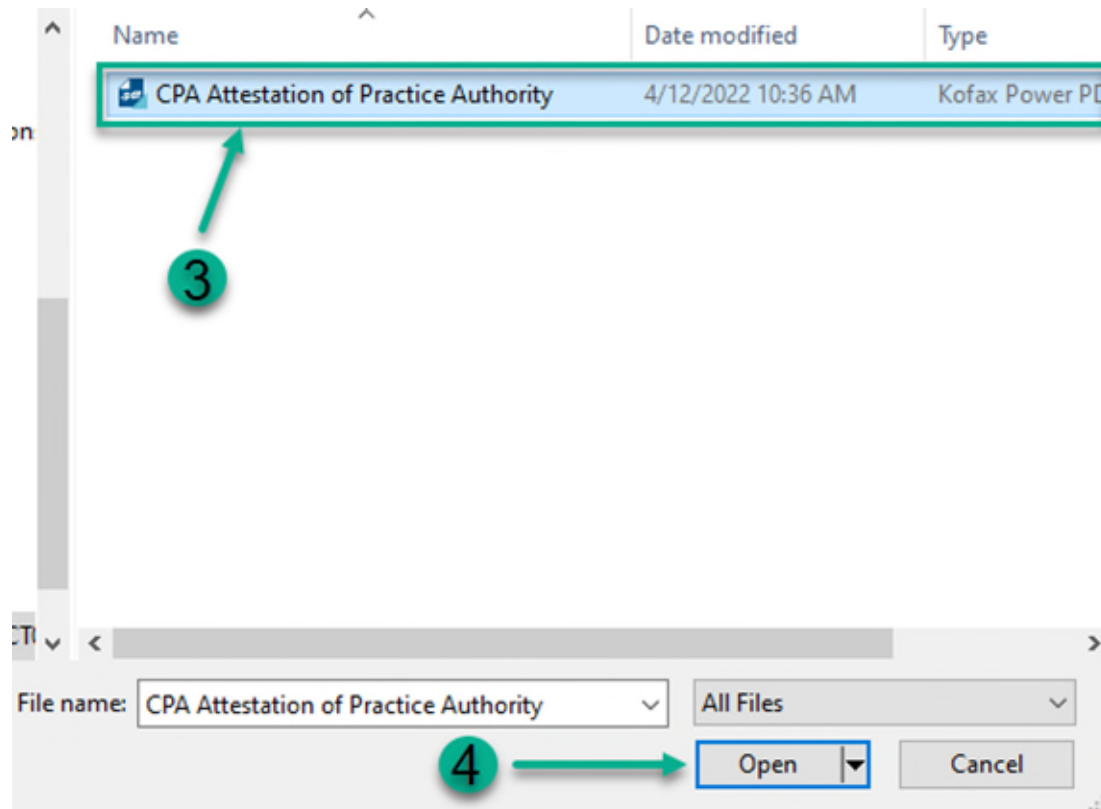 Name Date modified Type
CPA Attestation of Practice Authority 4/12/2022 10:36 AM Kofax Power PD
on
3
File name: CPA Attestation of Practice Authority All Files
4 Open Cancel